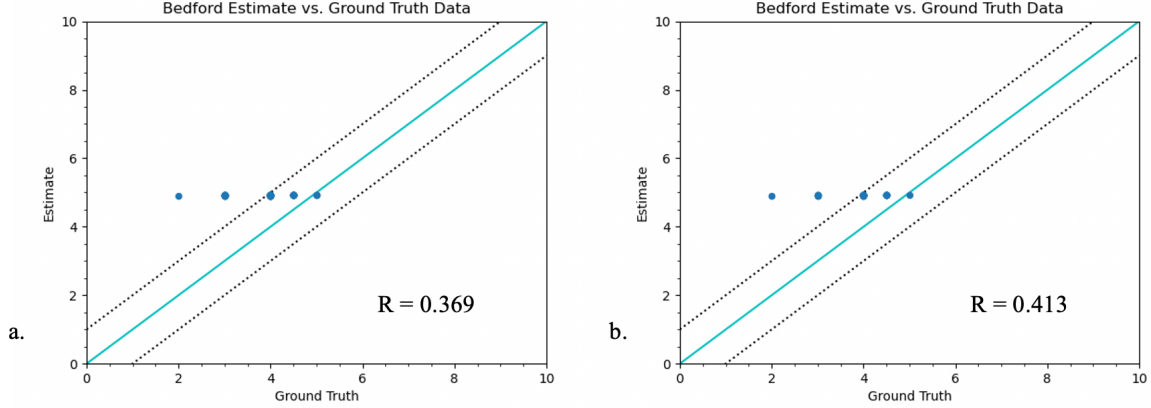 Bedford Estimate vs. Ground Truth Data
10
8
6
4
2
0
Estimate
R = 0.369
a.
0 2 4 6 8 10
Ground Truth
Bedford Estimate vs. Ground Truth Data
10
8
6
4
2
0
Estimate
R = 0.413
b.
0 2 4 6 8 10
Ground Truth